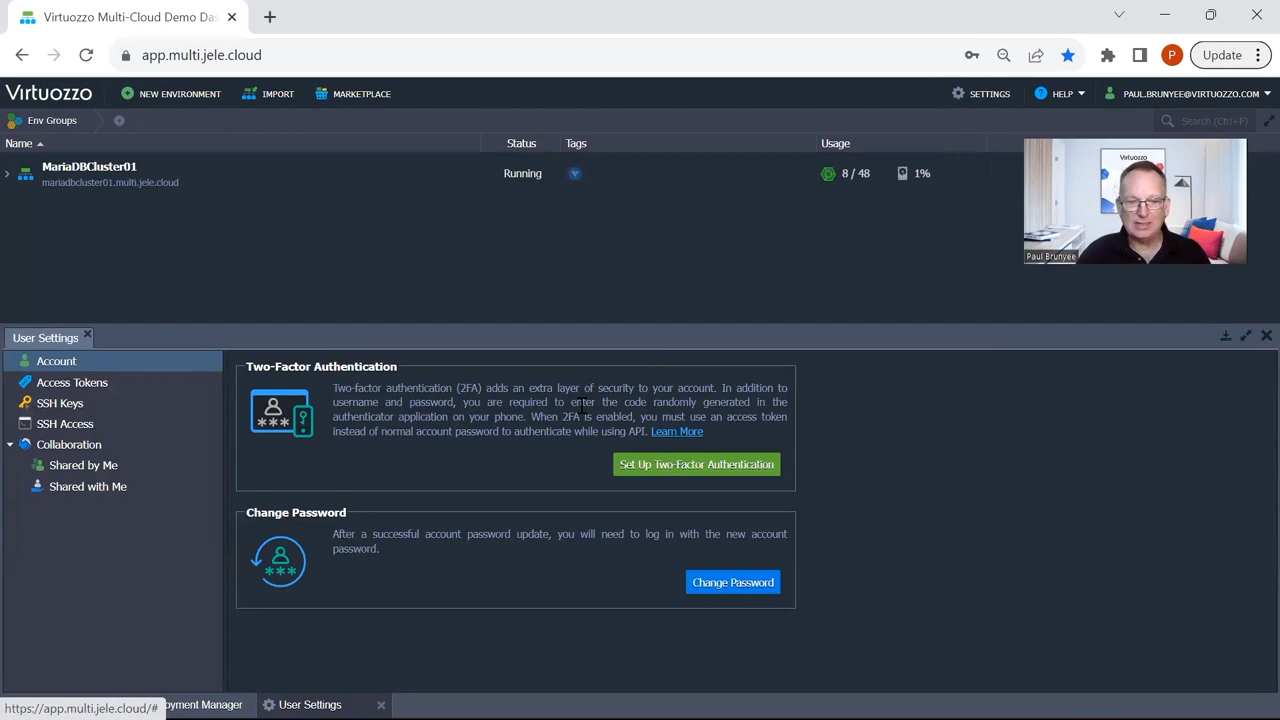 Virtuozzo Multi-Cloud Demo Das
app.multi.jele.cloud
P
Update
Virtuozzo
NEW ENVIRONMENT
IMPORT
MARKETPLACE
SETTINGS
HELP
PAUL.BRUNYEE@VIRTUOZZO.COM
Env Groups
Search (Ctrl+F)
Name
Status
Tags
Usage
MariaDBCluster01
mariadbcluster01.multi.jele.cloud
Running
8 / 48
1%
Virtuozzo
Paul Brunyee
User Settings
Account
Access Tokens
SSH Keys
SSH Access
Collaboration
Shared by Me
Shared with Me
Two-Factor Authentication
Two-factor authentication (2FA) adds an extra layer of security to your account. In addition to
username and password, you are required to enter the code randomly generated in the
authenticator application on your phone. When 2FA is enabled, you must use an access token
instead of normal account password to authenticate while using API. Learn More
Set Up Two-Factor Authentication
Change Password
After a successful account password update, you will need to log in with the new account
password.
Change Password
https://app.multi.jele.cloud/#
oyment Manager
User Settings